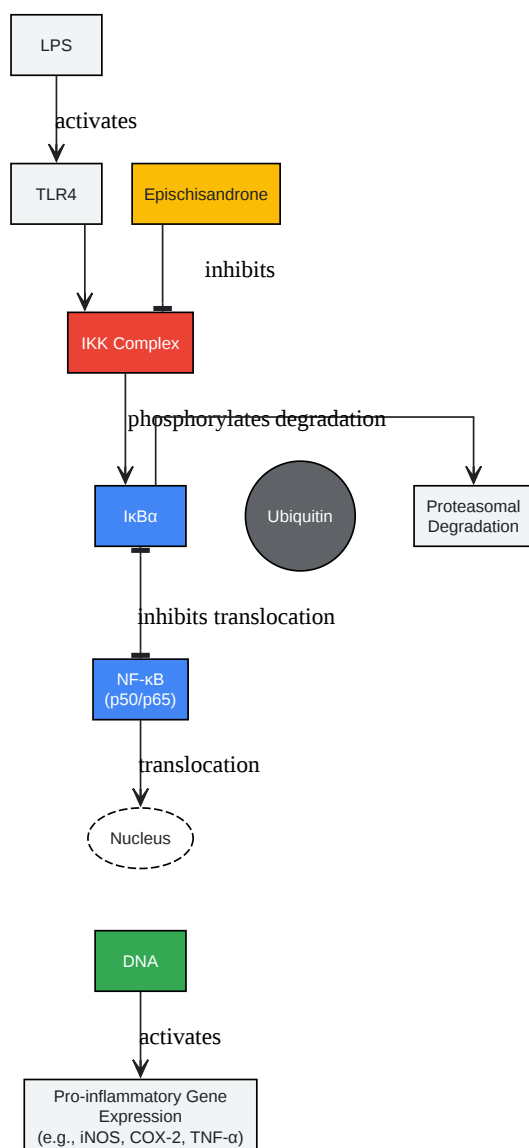 LPS
activates
TLR4
Epischisandrone
inhibits
IKK Complex
phosphorylates
degradation
IκBα
Ubiquitin
Proteasomal
Degradation
inhibits translocation
NF-κB
(p50/p65)
translocation
Nucleus
DNA
activates
Pro-inflammatory Gene
Expression
(e.g., iNOS, COX-2, TNF-α)